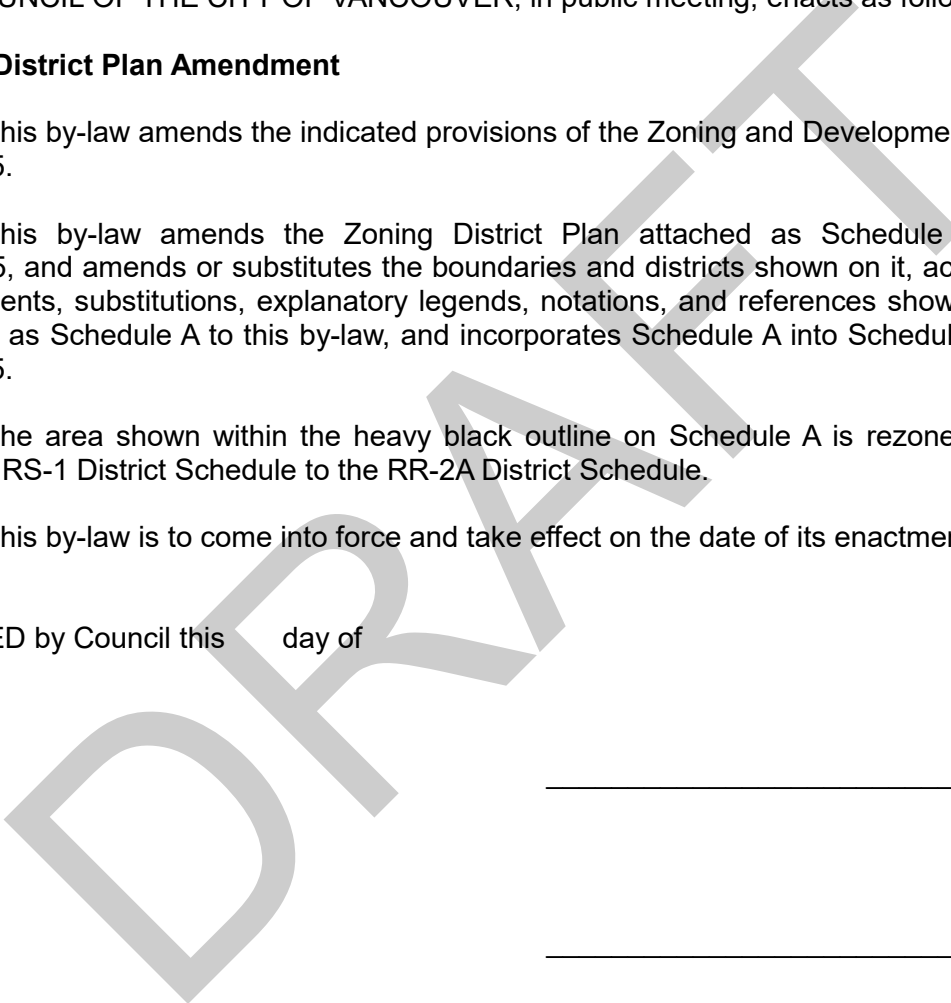 OUNCIL OF THE CITY OF VANCOUVER, in public meeting, enacts as follo
District Plan Amendment
his by-law amends the indicated provisions of the Zoning and Developme
5.
his by-law amends the Zoning District Plan attached as Schedule
5, and amends or substitutes the boundaries and districts shown on it, ac
ents, substitutions, explanatory legends, notations, and references show
as Schedule A to this by-law, and incorporates Schedule A into Schedul
5.
he area shown within the heavy black outline on Schedule A is rezone
RS-1 District Schedule to the RR-2A District Schedule.
his by-law is to come into force and take effect on the date of its enactmen
ED by Council this day of
DRAFT